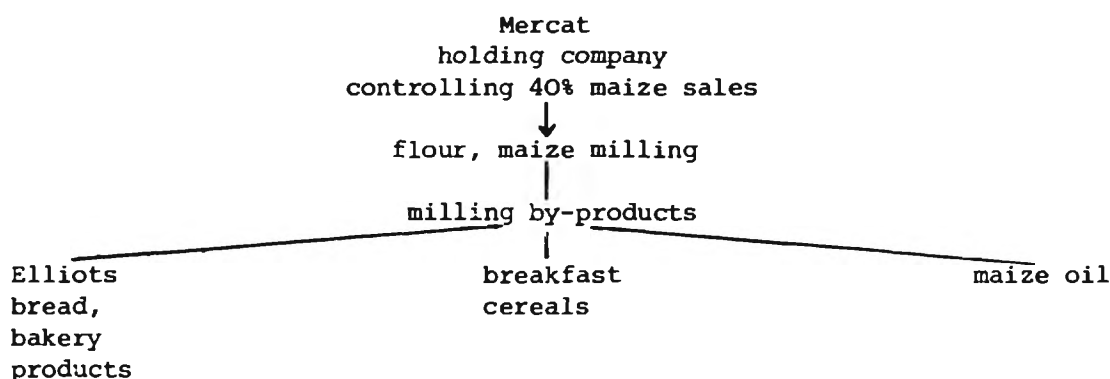 Mercat
holding company
controlling 40% maize sales
flour, maize milling
milling by-products
Elliots
bread,
bakery
products
breakfast
cereals
maize oil